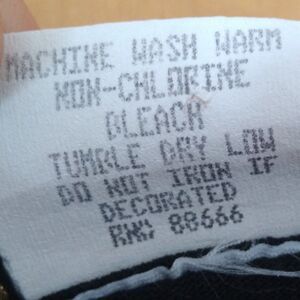 MACHINE WASH WARM
NON-CHLORINE
BLEACH
TUMBLE DRY LOW
DO NOT IRON IF
DECORATED
RN# 88666